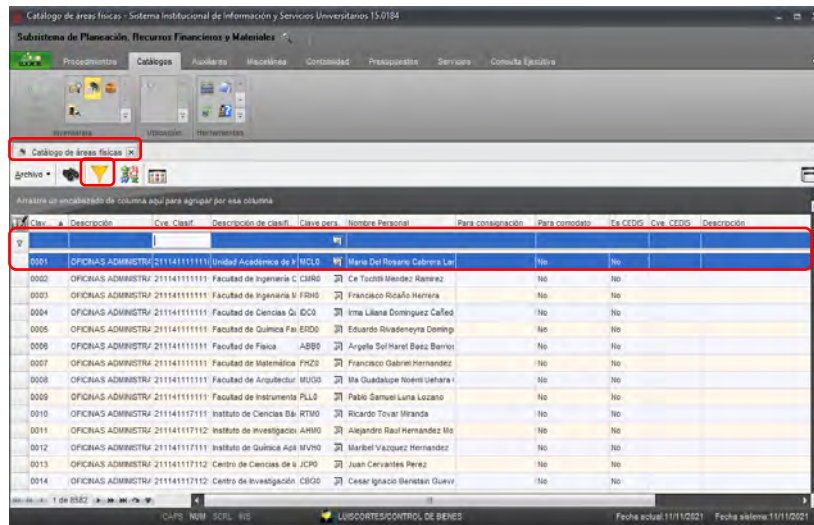 Catálogo de áreas físicas - Sistema Institucional de Información y Servicios Universitarios 15.0184
Subsistema de Planeación, Recursos Financieros y Materiales
Procedimientos Catálogos Auxiliares Miscelánea Contabilidad Presupuestos Servicios Consulta Ejecutiva
Inventarios Utilización Herramientas
Catálogo de áreas físicas
Archivo
Arrastre un encabezado de columna aquí para agrupar por esa columna
Clav... Descripción Cve. Clasif. Descripción de clasifi... Clave pers. Nombre Personal Para consignación Para comodato Es CEDIS Cve. CEDIS Descripción
0001 OFICINAS ADMINISTRA 211141111111 Unidad Académica de MCL0 Maria Del Rosario Cabrera Lar No No
0002 OFICINAS ADMINISTRA 211141111111 Facultad de Ingeniería C CMR0 Ce Tochtli Mendez Ramirez No No
0003 OFICINAS ADMINISTRA 211141111111 Facultad de Ingeniería M FRH0 Francisco Ricaño Herrera No No
0004 OFICINAS ADMINISTRA 211141111111 Facultad de Ciencias Qu IDC0 Irma Liliana Dominguez Cañed No No
0005 OFICINAS ADMINISTRA 211141111111 Facultad de Química Fa ERD0 Eduardo Rivadeneyra Doming No No
0006 OFICINAS ADMINISTRA 211141111111 Facultad de Física ABB0 Argelia Sol Haret Baez Barrios No No
0007 OFICINAS ADMINISTRA 211141111111 Facultad de Matemática FHZ0 Francisco Gabriel Hernandez No No
0008 OFICINAS ADMINISTRA 211141111111 Facultad de Arquitectur MUG0 Ma Guadalupe Noemi Uehara No No
0009 OFICINAS ADMINISTRA 211141111111 Facultad de Instrumenta PLL0 Pablo Samuel Luna Lozano No No
0010 OFICINAS ADMINISTRA 211141117111 Instituto de Ciencias Bá RTM0 Ricardo Tovar Miranda No No
0011 OFICINAS ADMINISTRA 211141117112 Instituto de Investigacio AHM0 Alejandro Raul Hernandez Mo No No
0012 OFICINAS ADMINISTRA 211141117111 Instituto de Química Apli MVH0 Maribel Vazquez Hernandez No No
0013 OFICINAS ADMINISTRA 211141117112 Centro de Ciencias de la JCP0 Juan Cervantes Perez No No
0014 OFICINAS ADMINISTRA 211141117112 Centro de Investigación CBG0 Cesar Ignacio Beristain Gueva No No
1 de 8582
CAPS NUM SCRL INS LUISCORTES/CONTROL DE BIENES Fecha actual:11/11/2021 Fecha sistema:11/11/2021